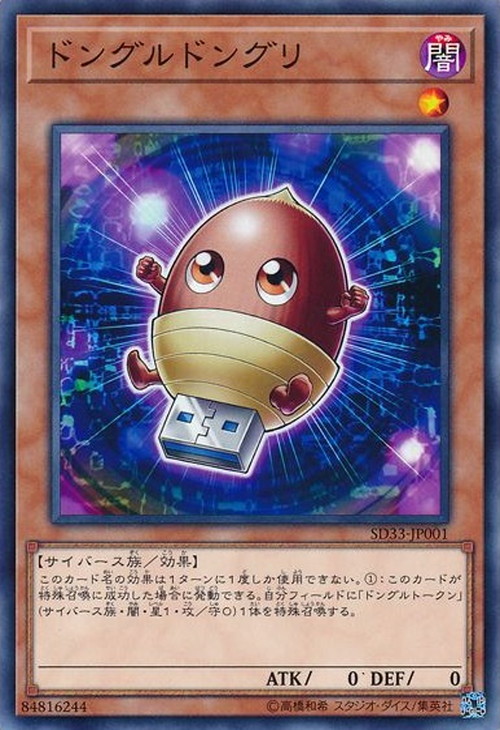 ドングルドングリ
やみ
闇
SD33-JP001
【サイバース族/効果】
このカード名の効果は1ターンに1度しか使用できない。①:このカードが
特殊召喚に成功した場合に発動できる。自分フィールドに「ドングルトークン」
(サイバース族・闇・星1・攻/守0)1体を特殊召喚する。
ATK/ 0 DEF/ 0
84816244 ©高橋和希 スタジオ・ダイス/集英社